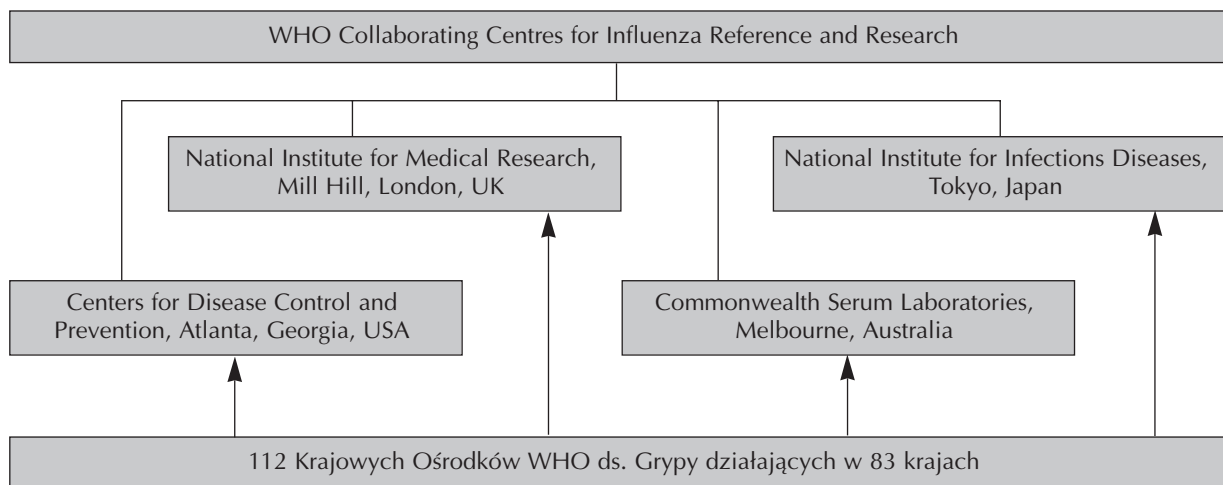 WHO Collaborating Centres for Influenza Reference and Research
National Institute for Medical Research,
Mill Hill, London, UK
National Institute for Infections Diseases,
Tokyo, Japan
Centers for Disease Control and
Prevention, Atlanta, Georgia, USA
Commonwealth Serum Laboratories,
Melbourne, Australia
112 Krajowych Ośrodków WHO ds. Grypy działających w 83 krajach